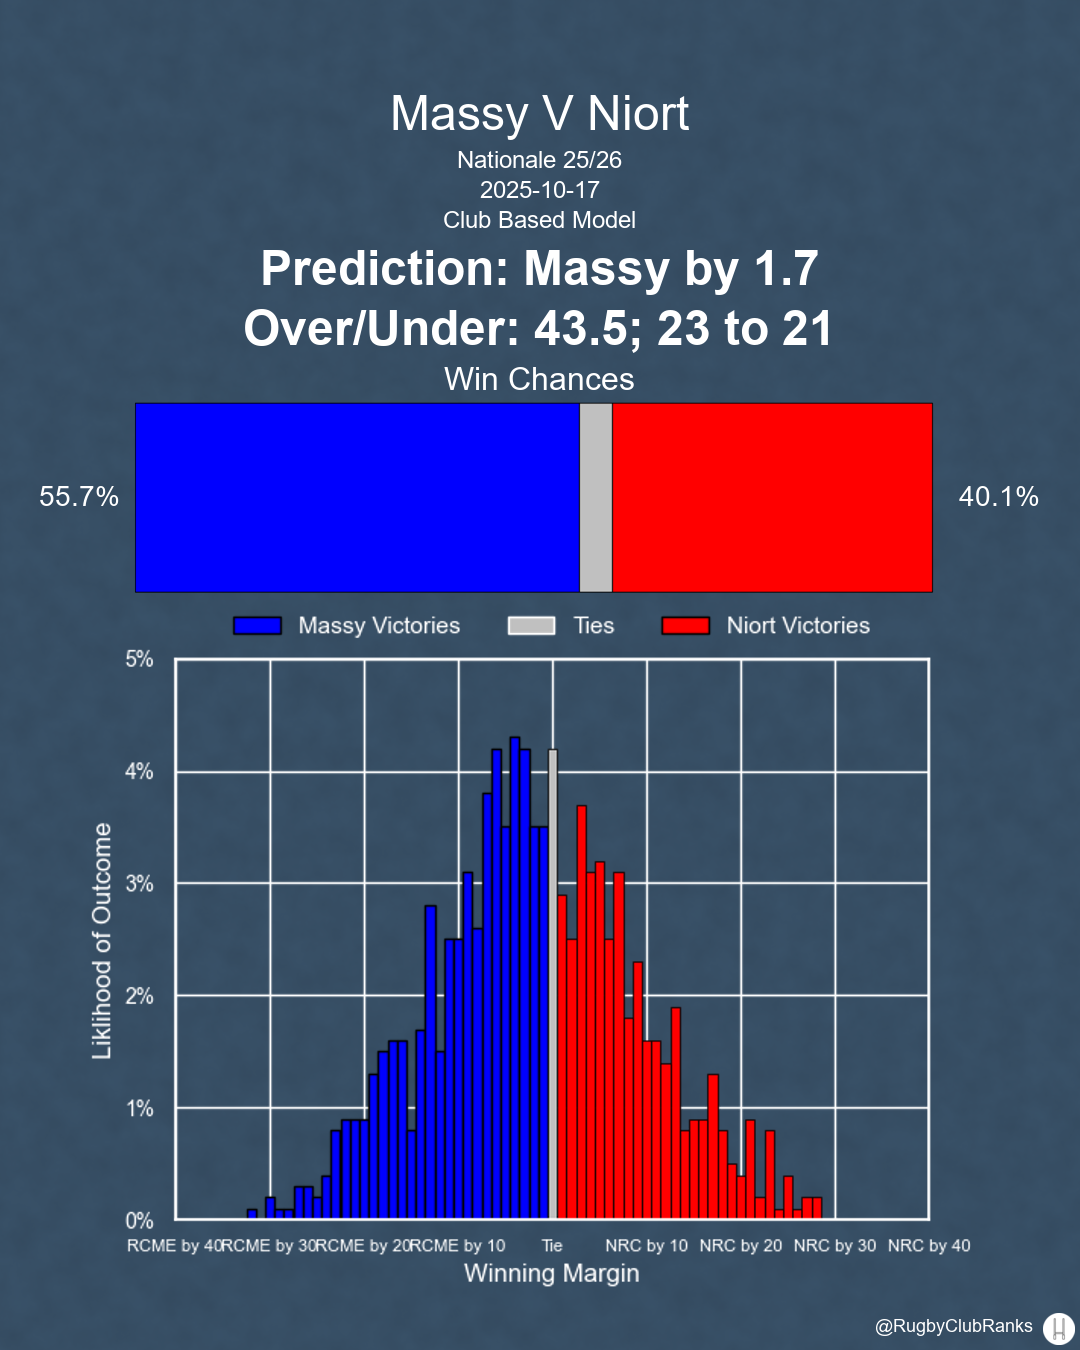 Massy V Niort
Nationale 25/26
2025-10-17
Club Based Model
Prediction: Massy by 1.7
Over/Under: 43.5; 23 to 21
Win Chances
55.7%
40.1%
Massy Victories
Ties
Niort Victories
5%
4%
3%
2%
1%
0%
Liklihood of Outcome
RCME by 40
RCME by 30
RCME by 20
RCME by 10
Tie
NRC by 10
NRC by 20
NRC by 30
NRC by 40
Winning Margin
@RugbyClubRanks